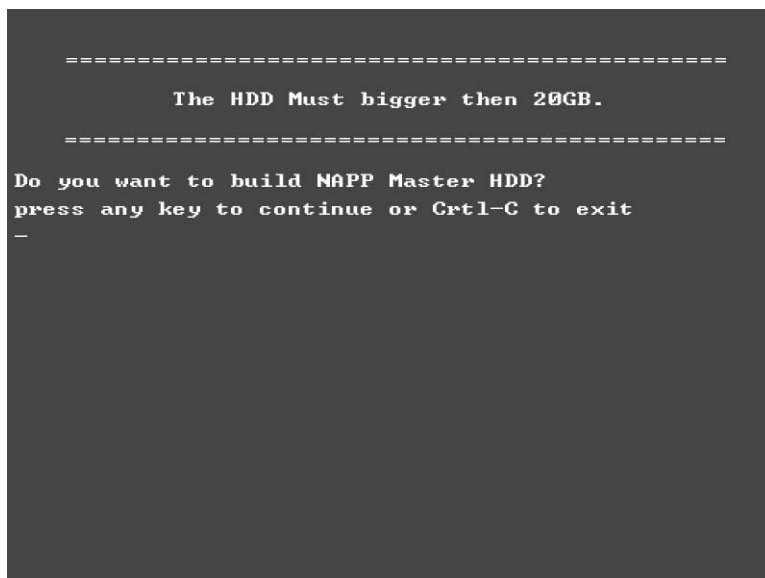 ==============================================
The HDD Must bigger then 20GB.
==============================================
Do you want to build NAPP Master HDD?
press any key to continue or Crtl-C to exit
_